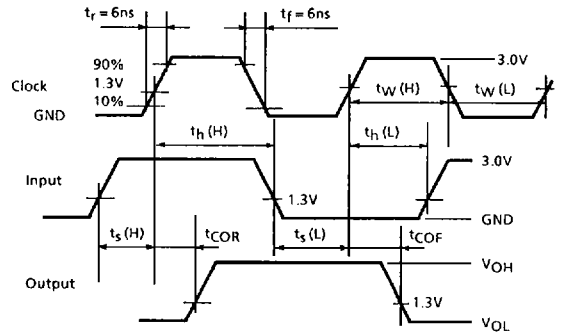 tr = 6ns tf = 6ns
90%
Clock 1.3V
10%
GND
3.0V
tW (H) tW (L)
th (H) th (L)
Input
3.0V
1.3V
GND
ts (H) tCOR ts (L) tCOF
Output
VOH
1.3V
VOL